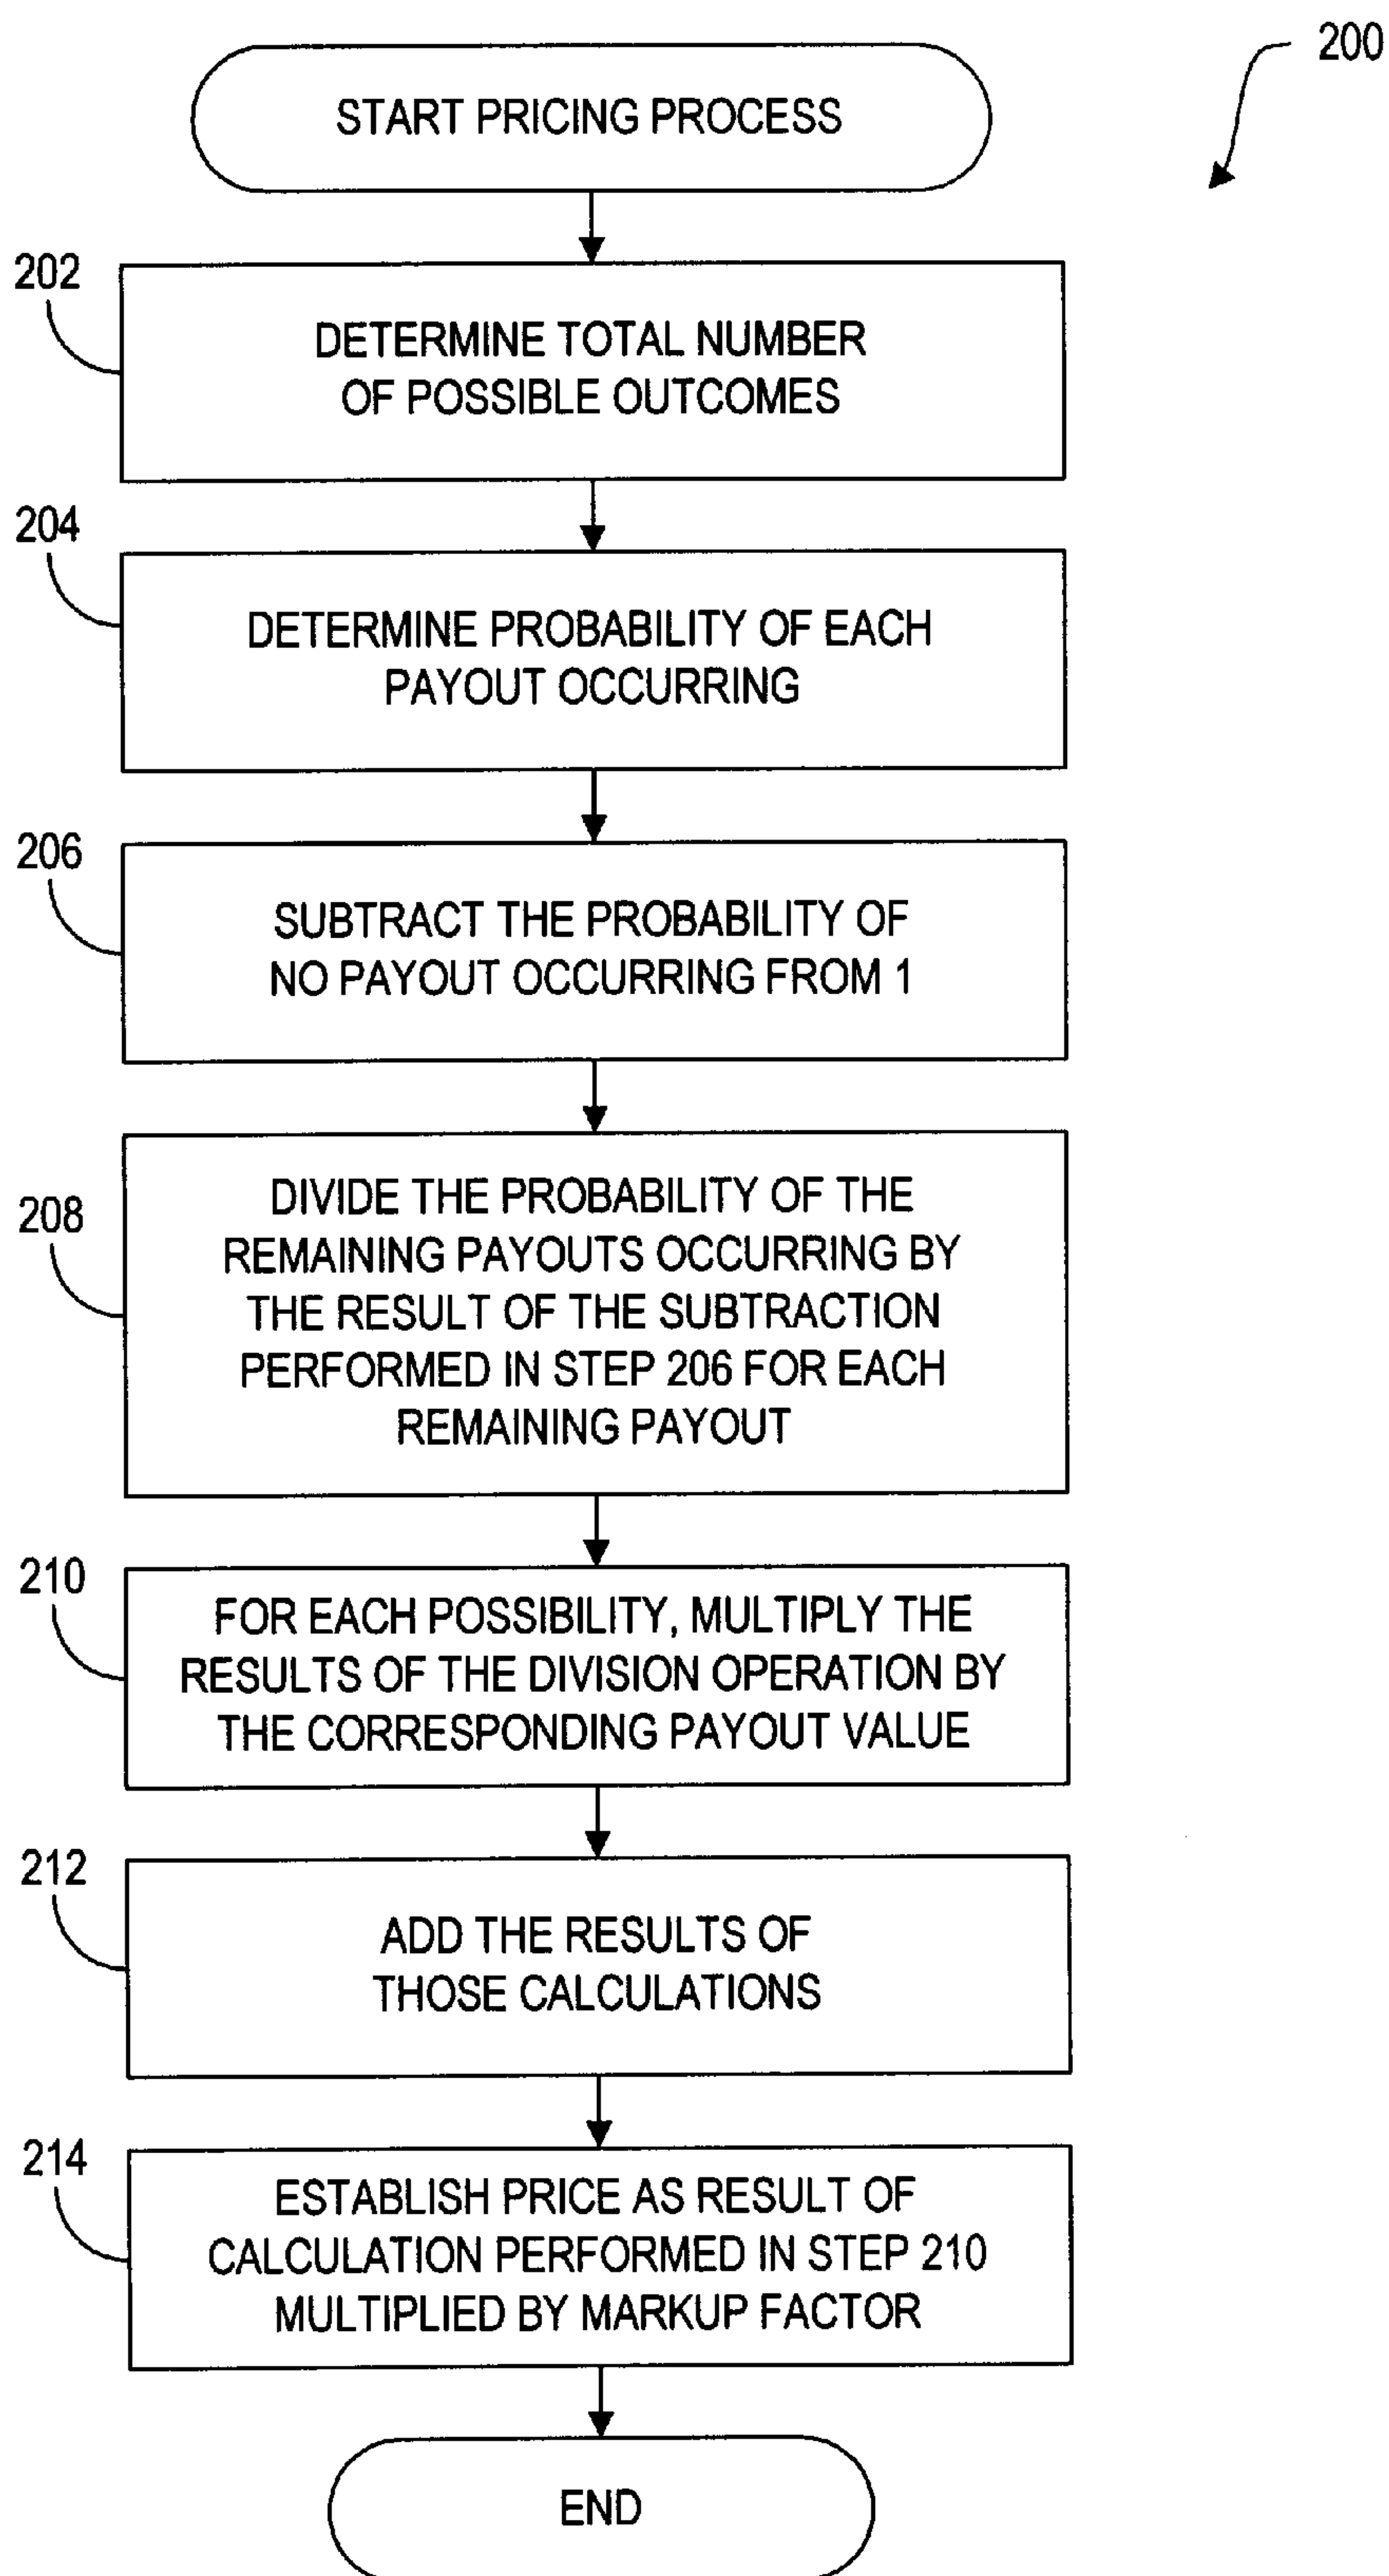 200
START PRICING PROCESS
202
DETERMINE TOTAL NUMBER
OF POSSIBLE OUTCOMES
204
DETERMINE PROBABILITY OF EACH
PAYOUT OCCURRING
206
SUBTRACT THE PROBABILITY OF
NO PAYOUT OCCURRING FROM 1
208
DIVIDE THE PROBABILITY OF THE
REMAINING PAYOUTS OCCURRING BY
THE RESULT OF THE SUBTRACTION
PERFORMED IN STEP 206 FOR EACH
REMAINING PAYOUT
210
FOR EACH POSSIBILITY, MULTIPLY THE
RESULTS OF THE DIVISION OPERATION BY
THE CORRESPONDING PAYOUT VALUE
212
ADD THE RESULTS OF
THOSE CALCULATIONS
214
ESTABLISH PRICE AS RESULT OF
CALCULATION PERFORMED IN STEP 210
MULTIPLIED BY MARKUP FACTOR
END